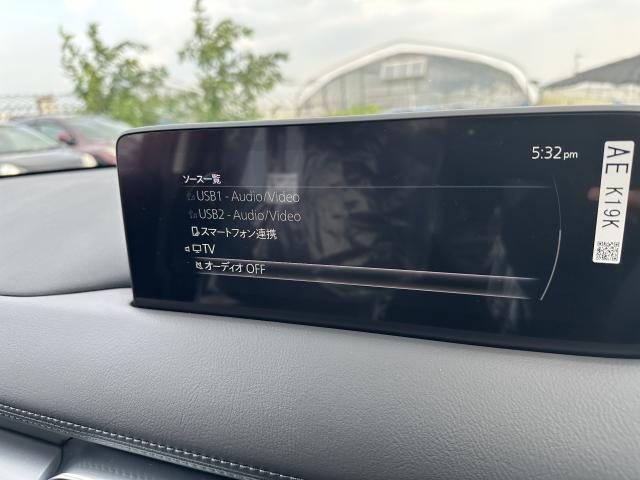 5:32pm
ソース一覧
USB1 - Audio/Video
USB2 - Audio/Video
スマートフォン連携
TV
オーディオ OFF
AE K19K